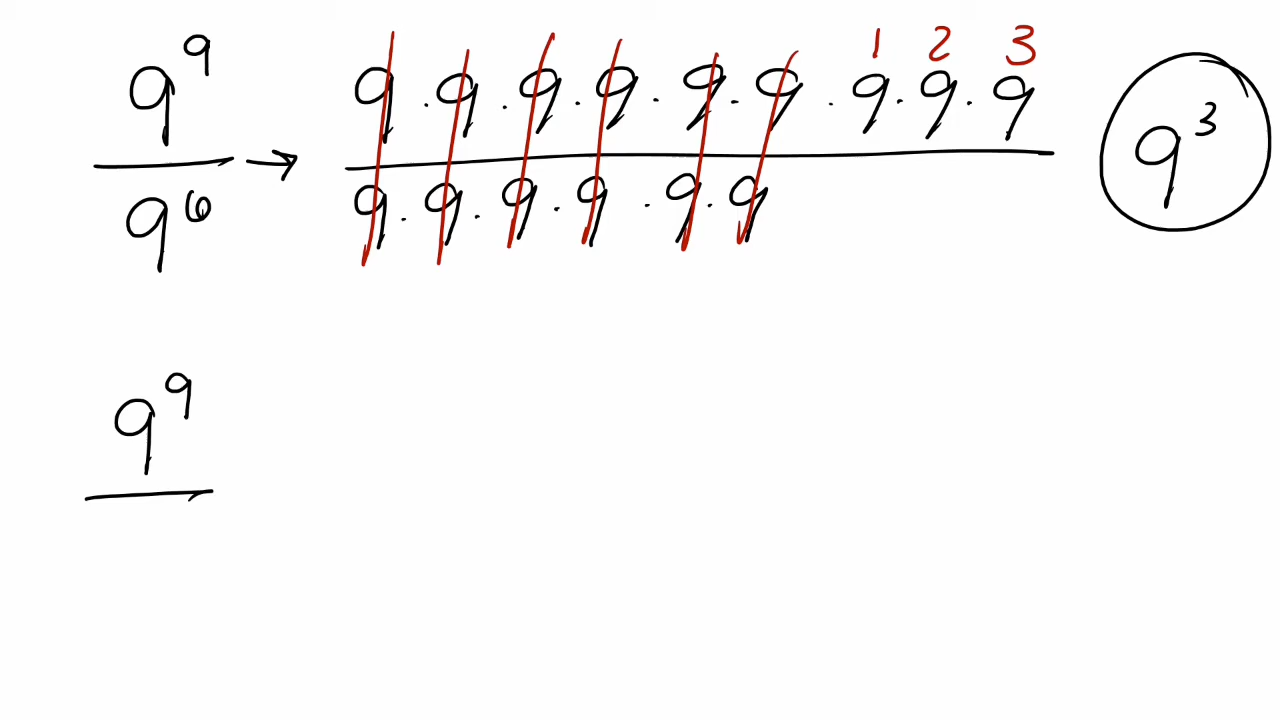 9^9 / 9^6 → 9 · 9 · 9 · 9 · 9 · 9 · 9 · 9 · 9 / 9 · 9 · 9 · 9 · 9 · 9 9^3
1 2 3
9^9